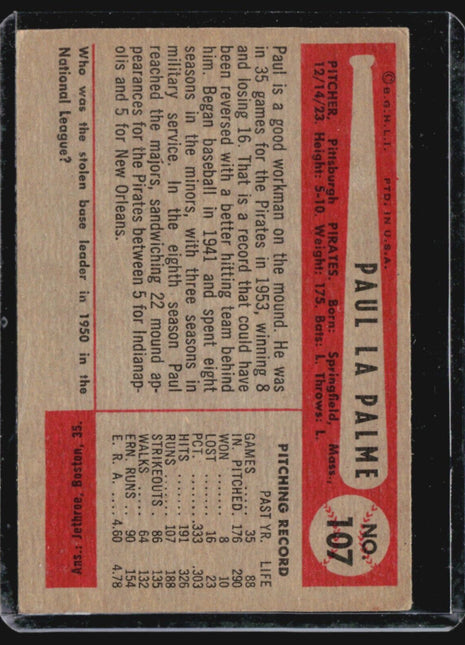 © B.G.H.L.I. PTD. IN U.S.A.
PAUL LA PALME
NO.
107
PITCHER, Pittsburgh PIRATES. Born: Springfield, Mass.,
12/14/23. Height: 5-10. Weight: 175. Bats: L. Throws: L.
Paul is a good workman on the mound. He was
in 35 games for the Pirates in 1953, winning 8
and losing 16. That is a record that could have
been reversed with a better hitting team behind
him. Began baseball in 1941 and spent eight
seasons in the minors, with three seasons in
military service. In the eighth season Paul
reached the majors, sandwiching 22 mound ap-
pearances for the Pirates between 5 for Indianap-
olis and 5 for New Orleans.
PITCHING RECORD
PAST YR. LIFE
GAMES ..... 35 88
IN PITCHED. 176 290
WON ....... 8 10
LOST ...... 16 23
PCT. ...... .333 .303
HITS ...... 191 326
RUNS ...... 107 188
STRIKEOUTS. 86 135
WALKS ..... 64 132
ERN. RUNS . 90 154
E. R. A. .... 4.60 4.78
Who was the stolen base leader in 1950 in the
National League?
Ans: Jethroe, Boston, 35.